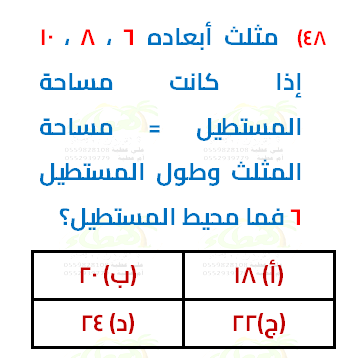 ٤٨) مثلث أبعاده ٦ ، ٨ ، ١٠
إذا كانت مساحة
المستطيل = مساحة
المثلث وطول المستطيل
٦ فما محيط المستطيل؟
(أ) ١٨ (ب) ٢٠
(ج) ٢٢ (د) ٢٤